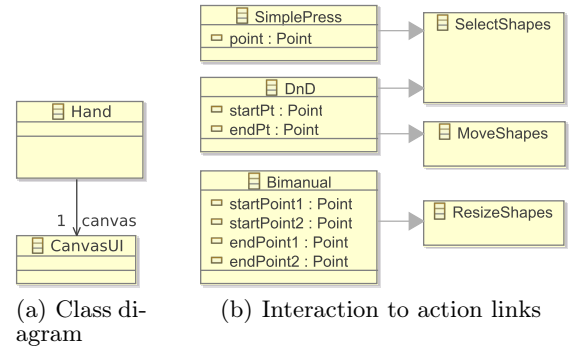 Hand
1 canvas
CanvasUI
(a) Class di-
agram
SimplePress
point : Point
DnD
startPt : Point
endPt : Point
Bimanual
startPoint1 : Point
startPoint2 : Point
endPoint1 : Point
endPoint2 : Point
SelectShapes
MoveShapes
ResizeShapes
(b) Interaction to action links